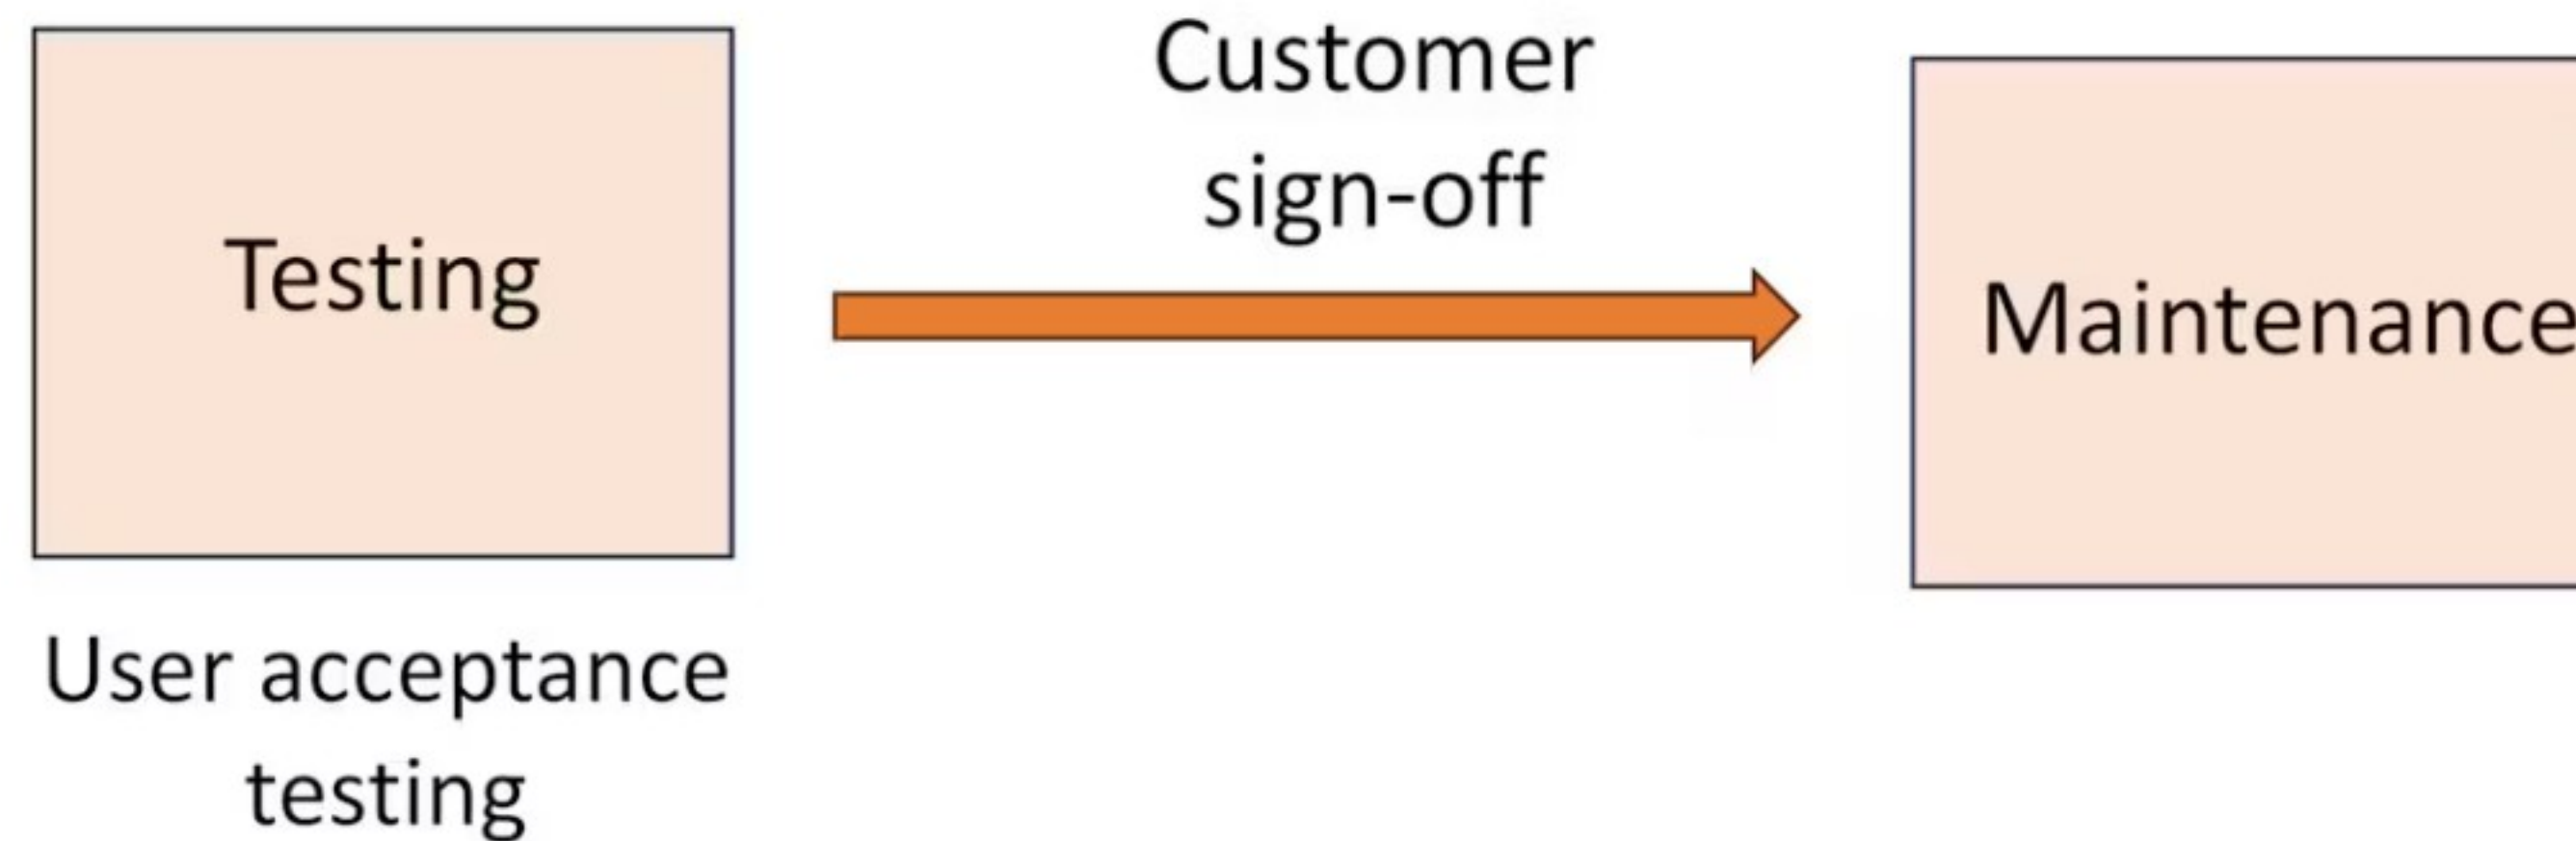 Testing
User acceptance
testing
Customer
sign-off
Maintenance